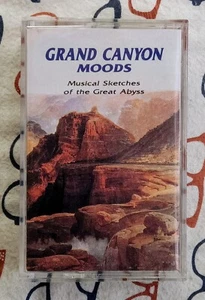 GRAND CANYON
MOODS
Musical Sketches
of the Great Abyss